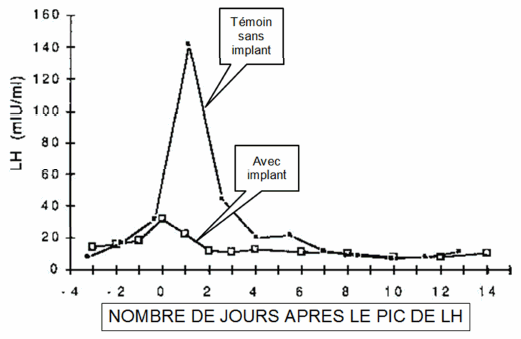 160
140
120
100
80
60
40
20
0
LH (mIU/ml)
Témoin
sans
implant
Avec
implant
-4 -2 0 2 4 6 8 10 12 14
NOMBRE DE JOURS APRES LE PIC DE LH